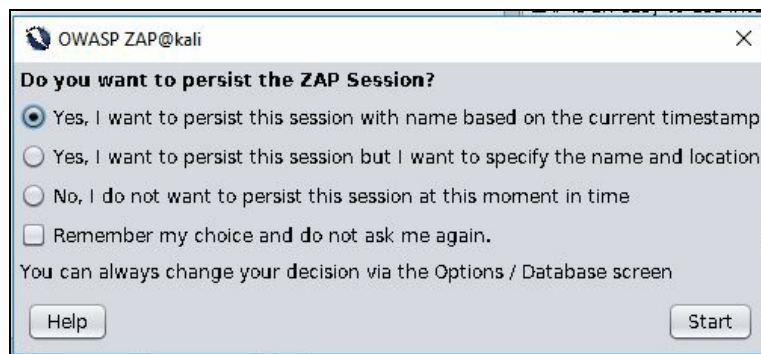 OWASP ZAP@kali
Do you want to persist the ZAP Session?
Yes, I want to persist this session with name based on the current timestamp
Yes, I want to persist this session but I want to specify the name and location
No, I do not want to persist this session at this moment in time
Remember my choice and do not ask me again.
You can always change your decision via the Options / Database screen
Help
Start